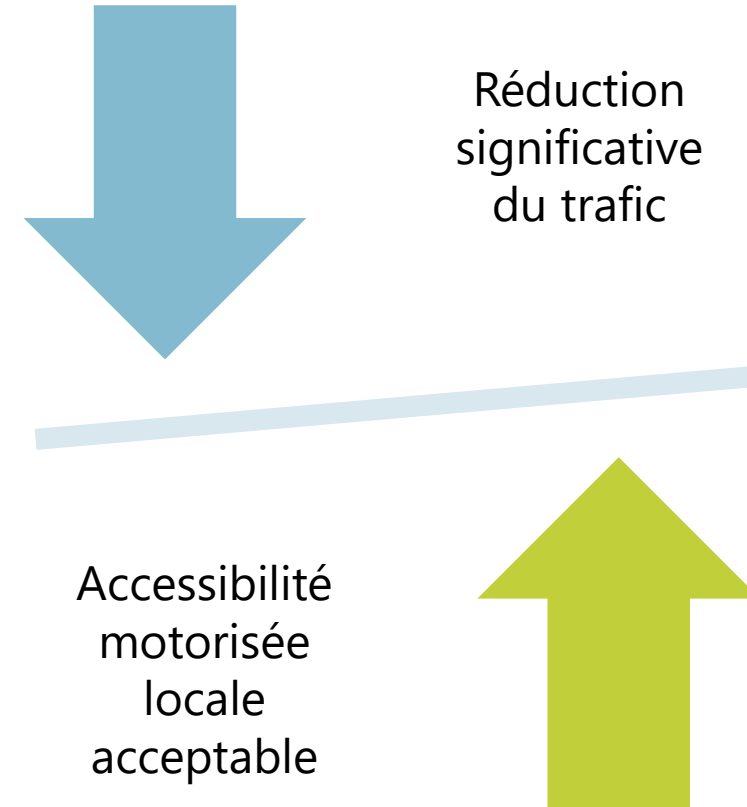 Réduction
significative
du trafic
Accessibilité
motorisée
locale
acceptable